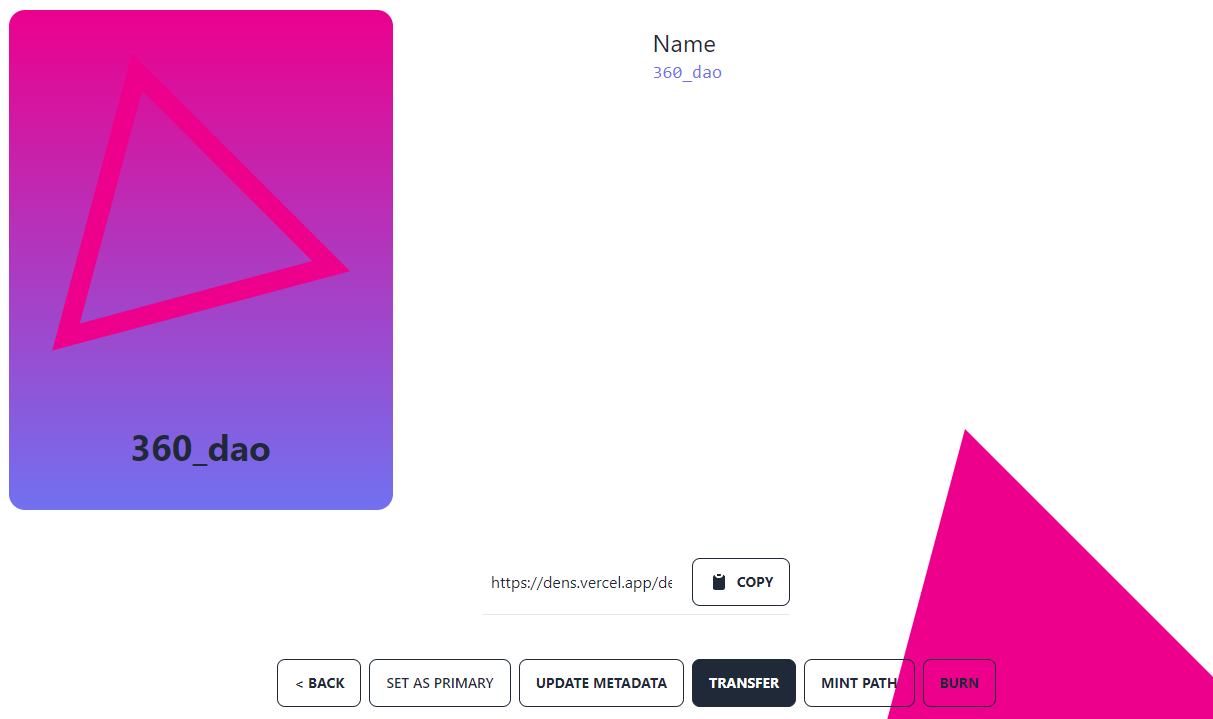 Name
360_dao
360_dao
https://dens.vercel.app/de
COPY
< BACK
SET AS PRIMARY
UPDATE METADATA
TRANSFER
MINT PATH
BURN